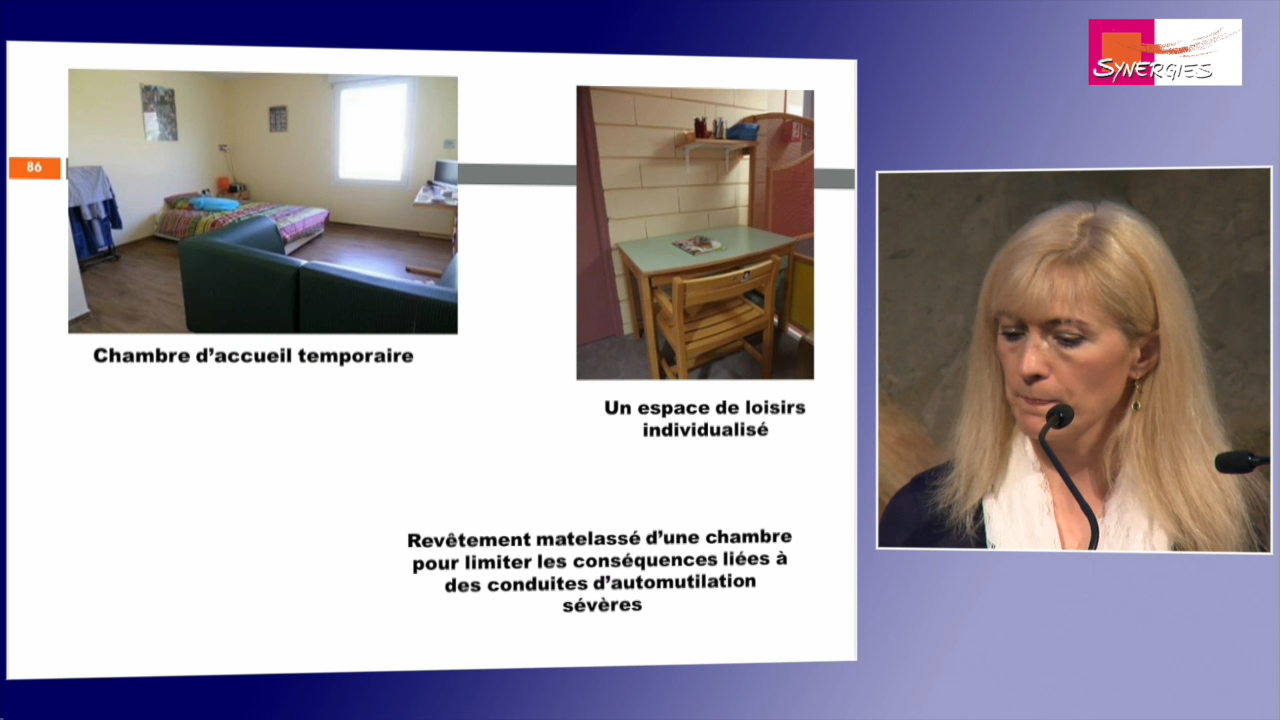 SYNERGIES
86
Chambre d’accueil temporaire
Un espace de loisirs
individualisé
Revêtement matelassé d’une chambre
pour limiter les conséquences liées à
des conduites d’automutilation
sévères